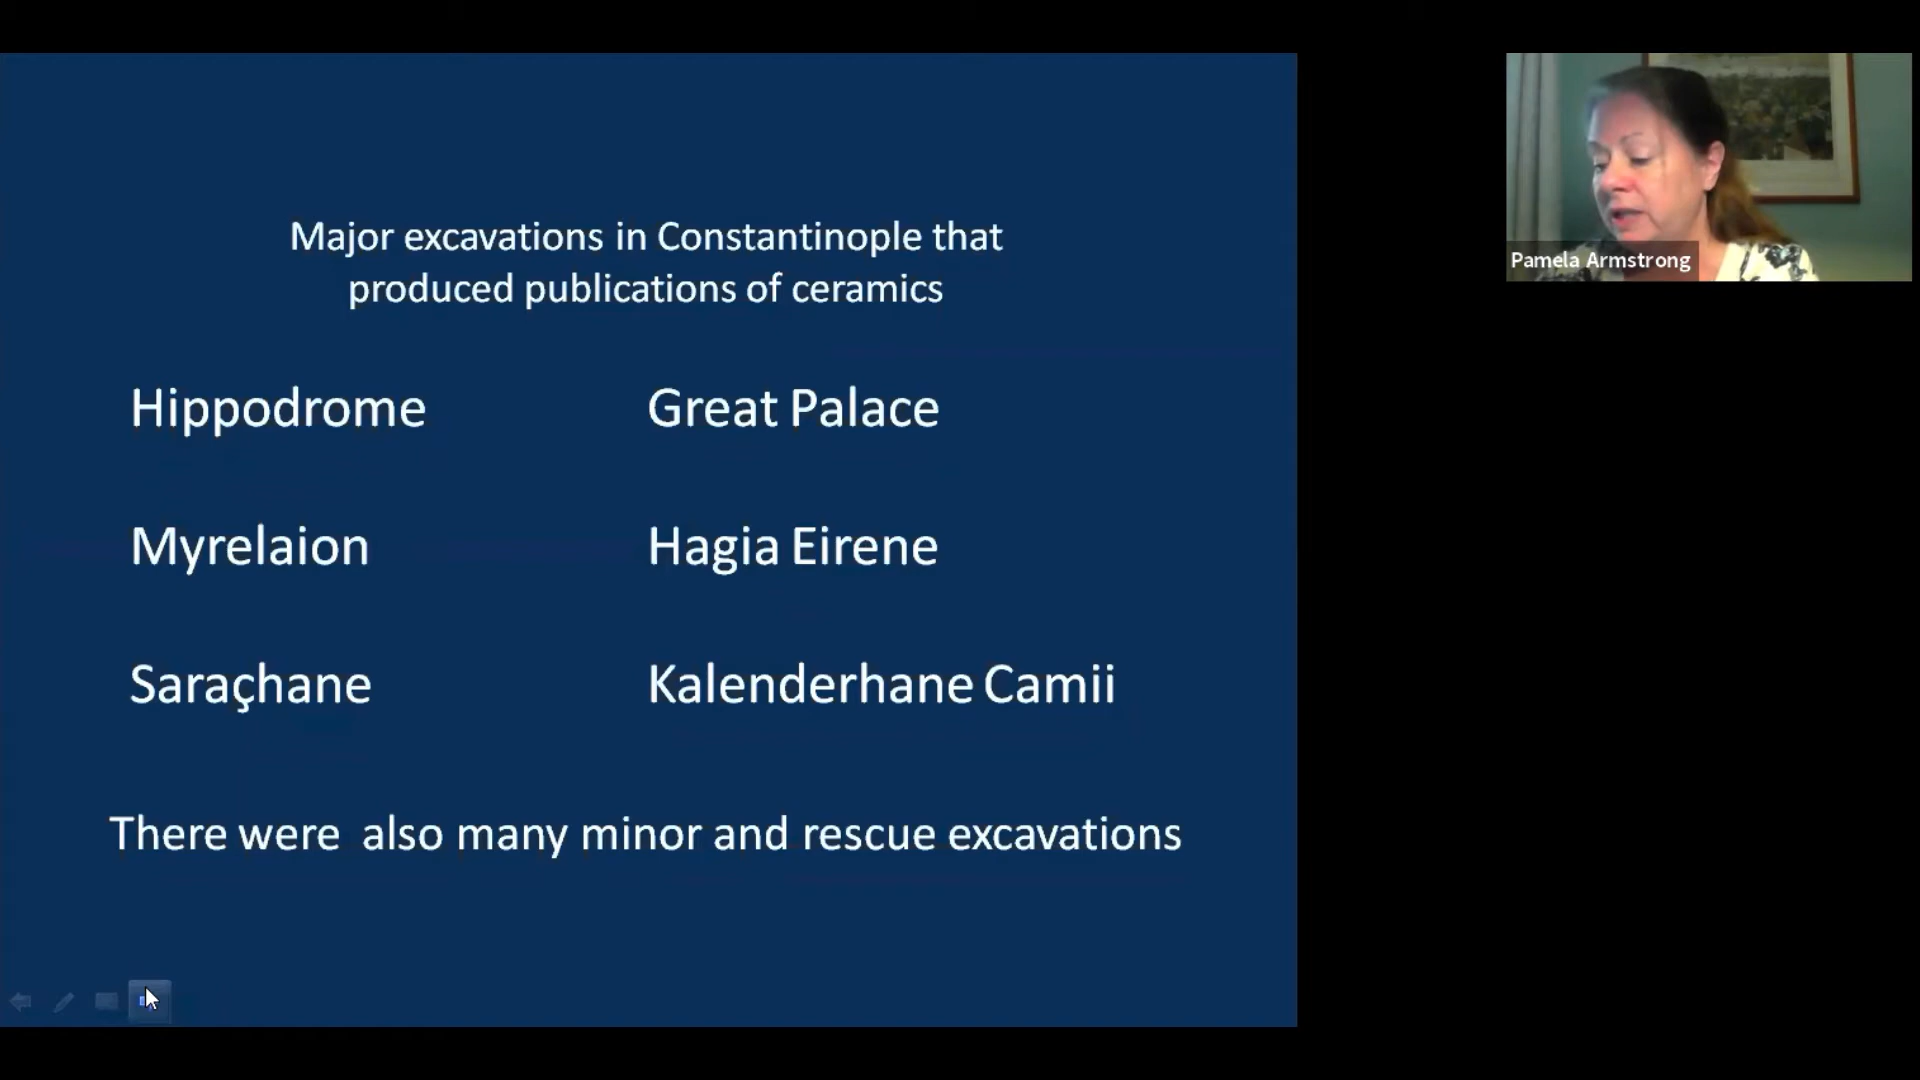 Major excavations in Constantinople that
produced publications of ceramics
Hippodrome Great Palace
Myrelaion Hagia Eirene
Saraçhane Kalenderhane Camii
There were also many minor and rescue excavations
Pamela Armstrong